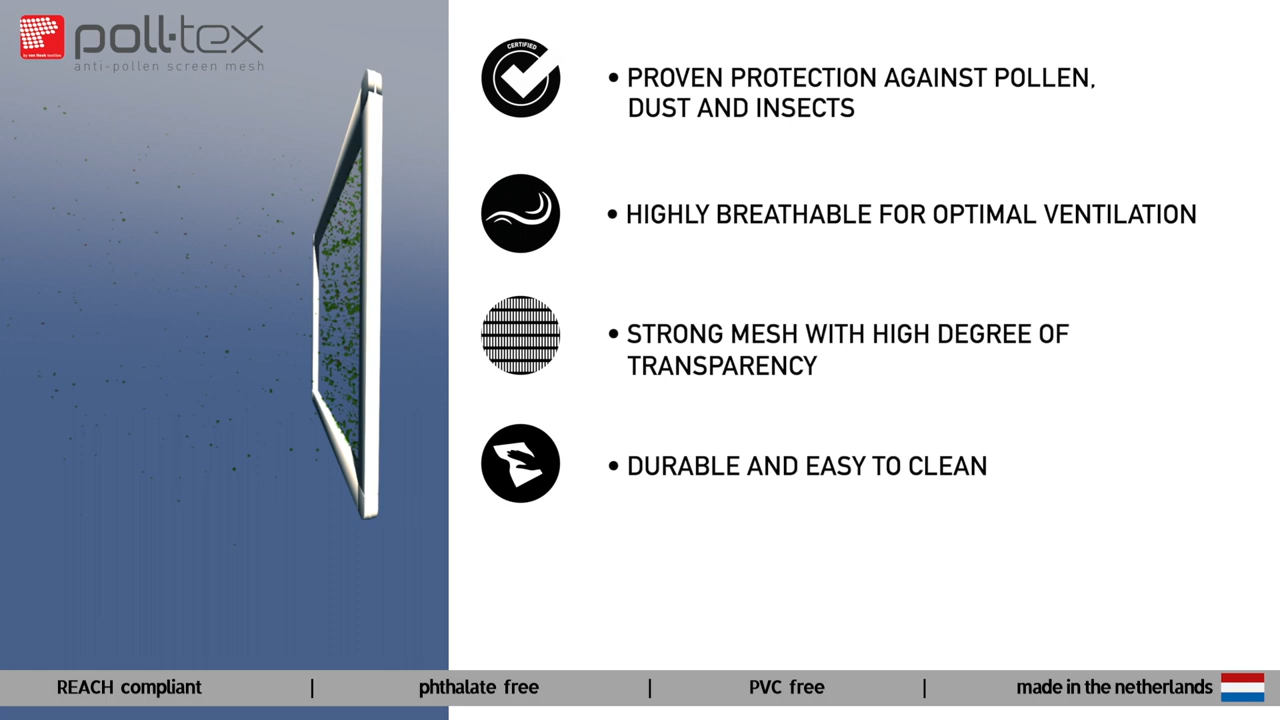 poll·tex
anti-pollen screen mesh
CERTIFIED
• PROVEN PROTECTION AGAINST POLLEN,
DUST AND INSECTS
• HIGHLY BREATHABLE FOR OPTIMAL VENTILATION
• STRONG MESH WITH HIGH DEGREE OF
TRANSPARENCY
• DURABLE AND EASY TO CLEAN
REACH compliant | phthalate free | PVC free | made in the netherlands